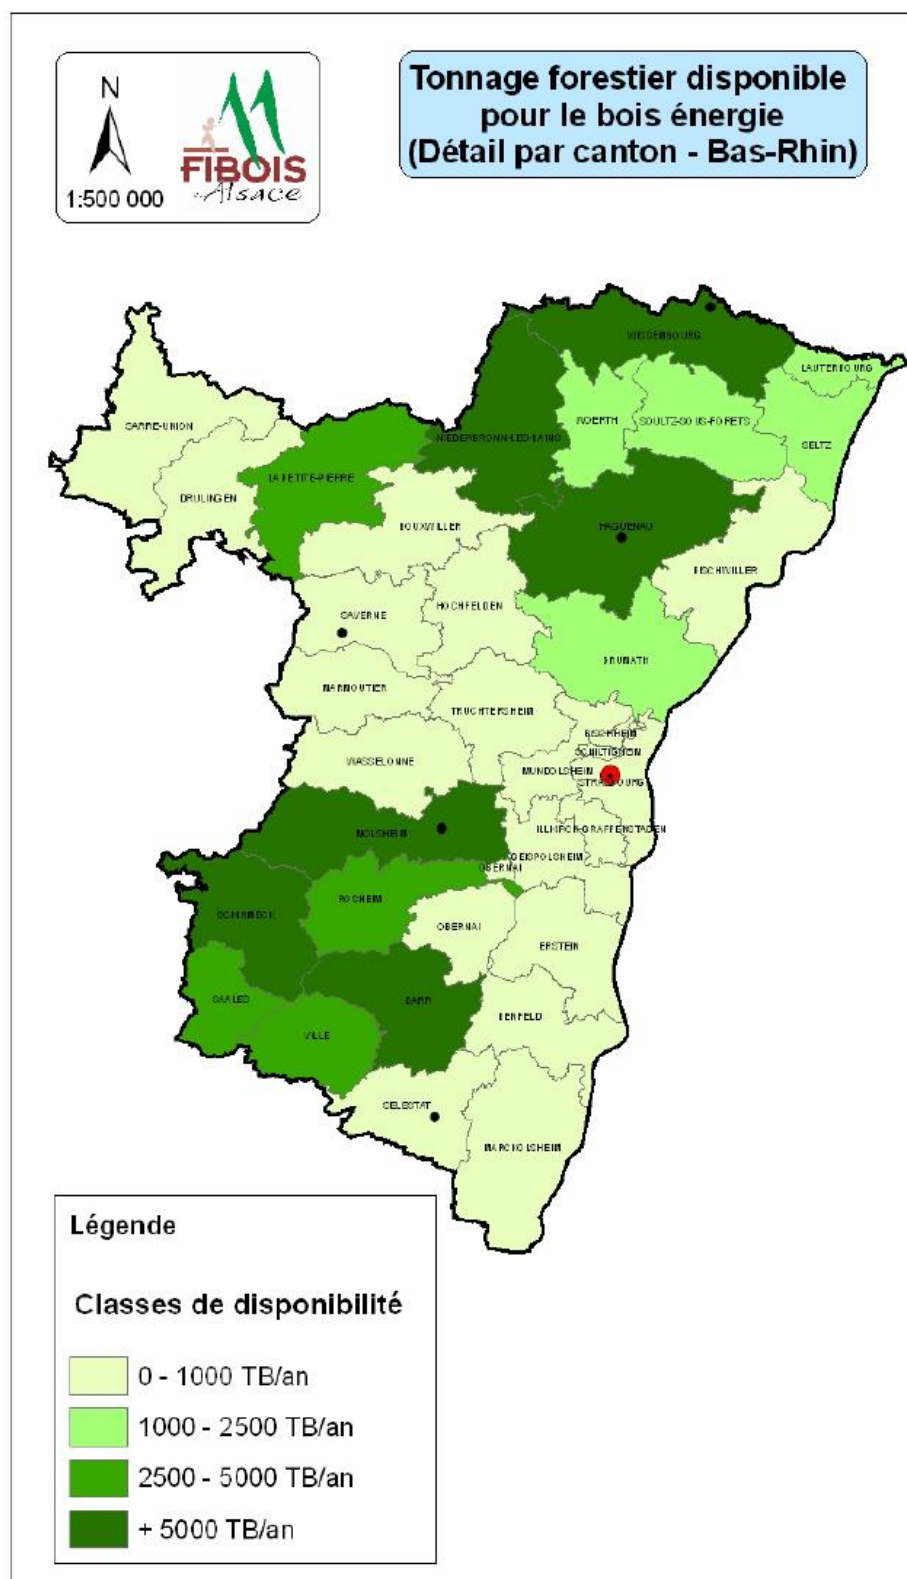 N
1:500 000
FIBOIS
Alsace
Tonnage forestier disponible
pour le bois énergie
(Détail par canton - Bas-Rhin)
WISSEMBOURG
LAUTERBOURG
SARRE-UNION
NIEDERBRONN-LES-BAINS
WOERTH
SOULTZ-SOUS-FORETS
SELTZ
DRULINGEN
LA PETITE-PIERRE
BOUXWILLER
HAGUENAU
BISCHWILLER
SAVERNE
HOCHFELDEN
BRUMATH
MARMOUTIER
TRUCHTERSHEIM
BISCHHEIM
SCHILTIGHEIM
WASSELONNE
MUNDOLSHEIM
STRASBOURG
MOLSHEIM
ILLKIRCH-GRAFFENSTADEN
GEISPOLSHEIM
OBERNAI
ROSHEIM
SCHIRMECK
OBERNAI
ERSTEIN
SAALES
BARR
BENFELD
VILLE
SELESTAT
MARCKOLSHEIM
Légende
Classes de disponibilité
0 - 1000 TB/an
1000 - 2500 TB/an
2500 - 5000 TB/an
+ 5000 TB/an